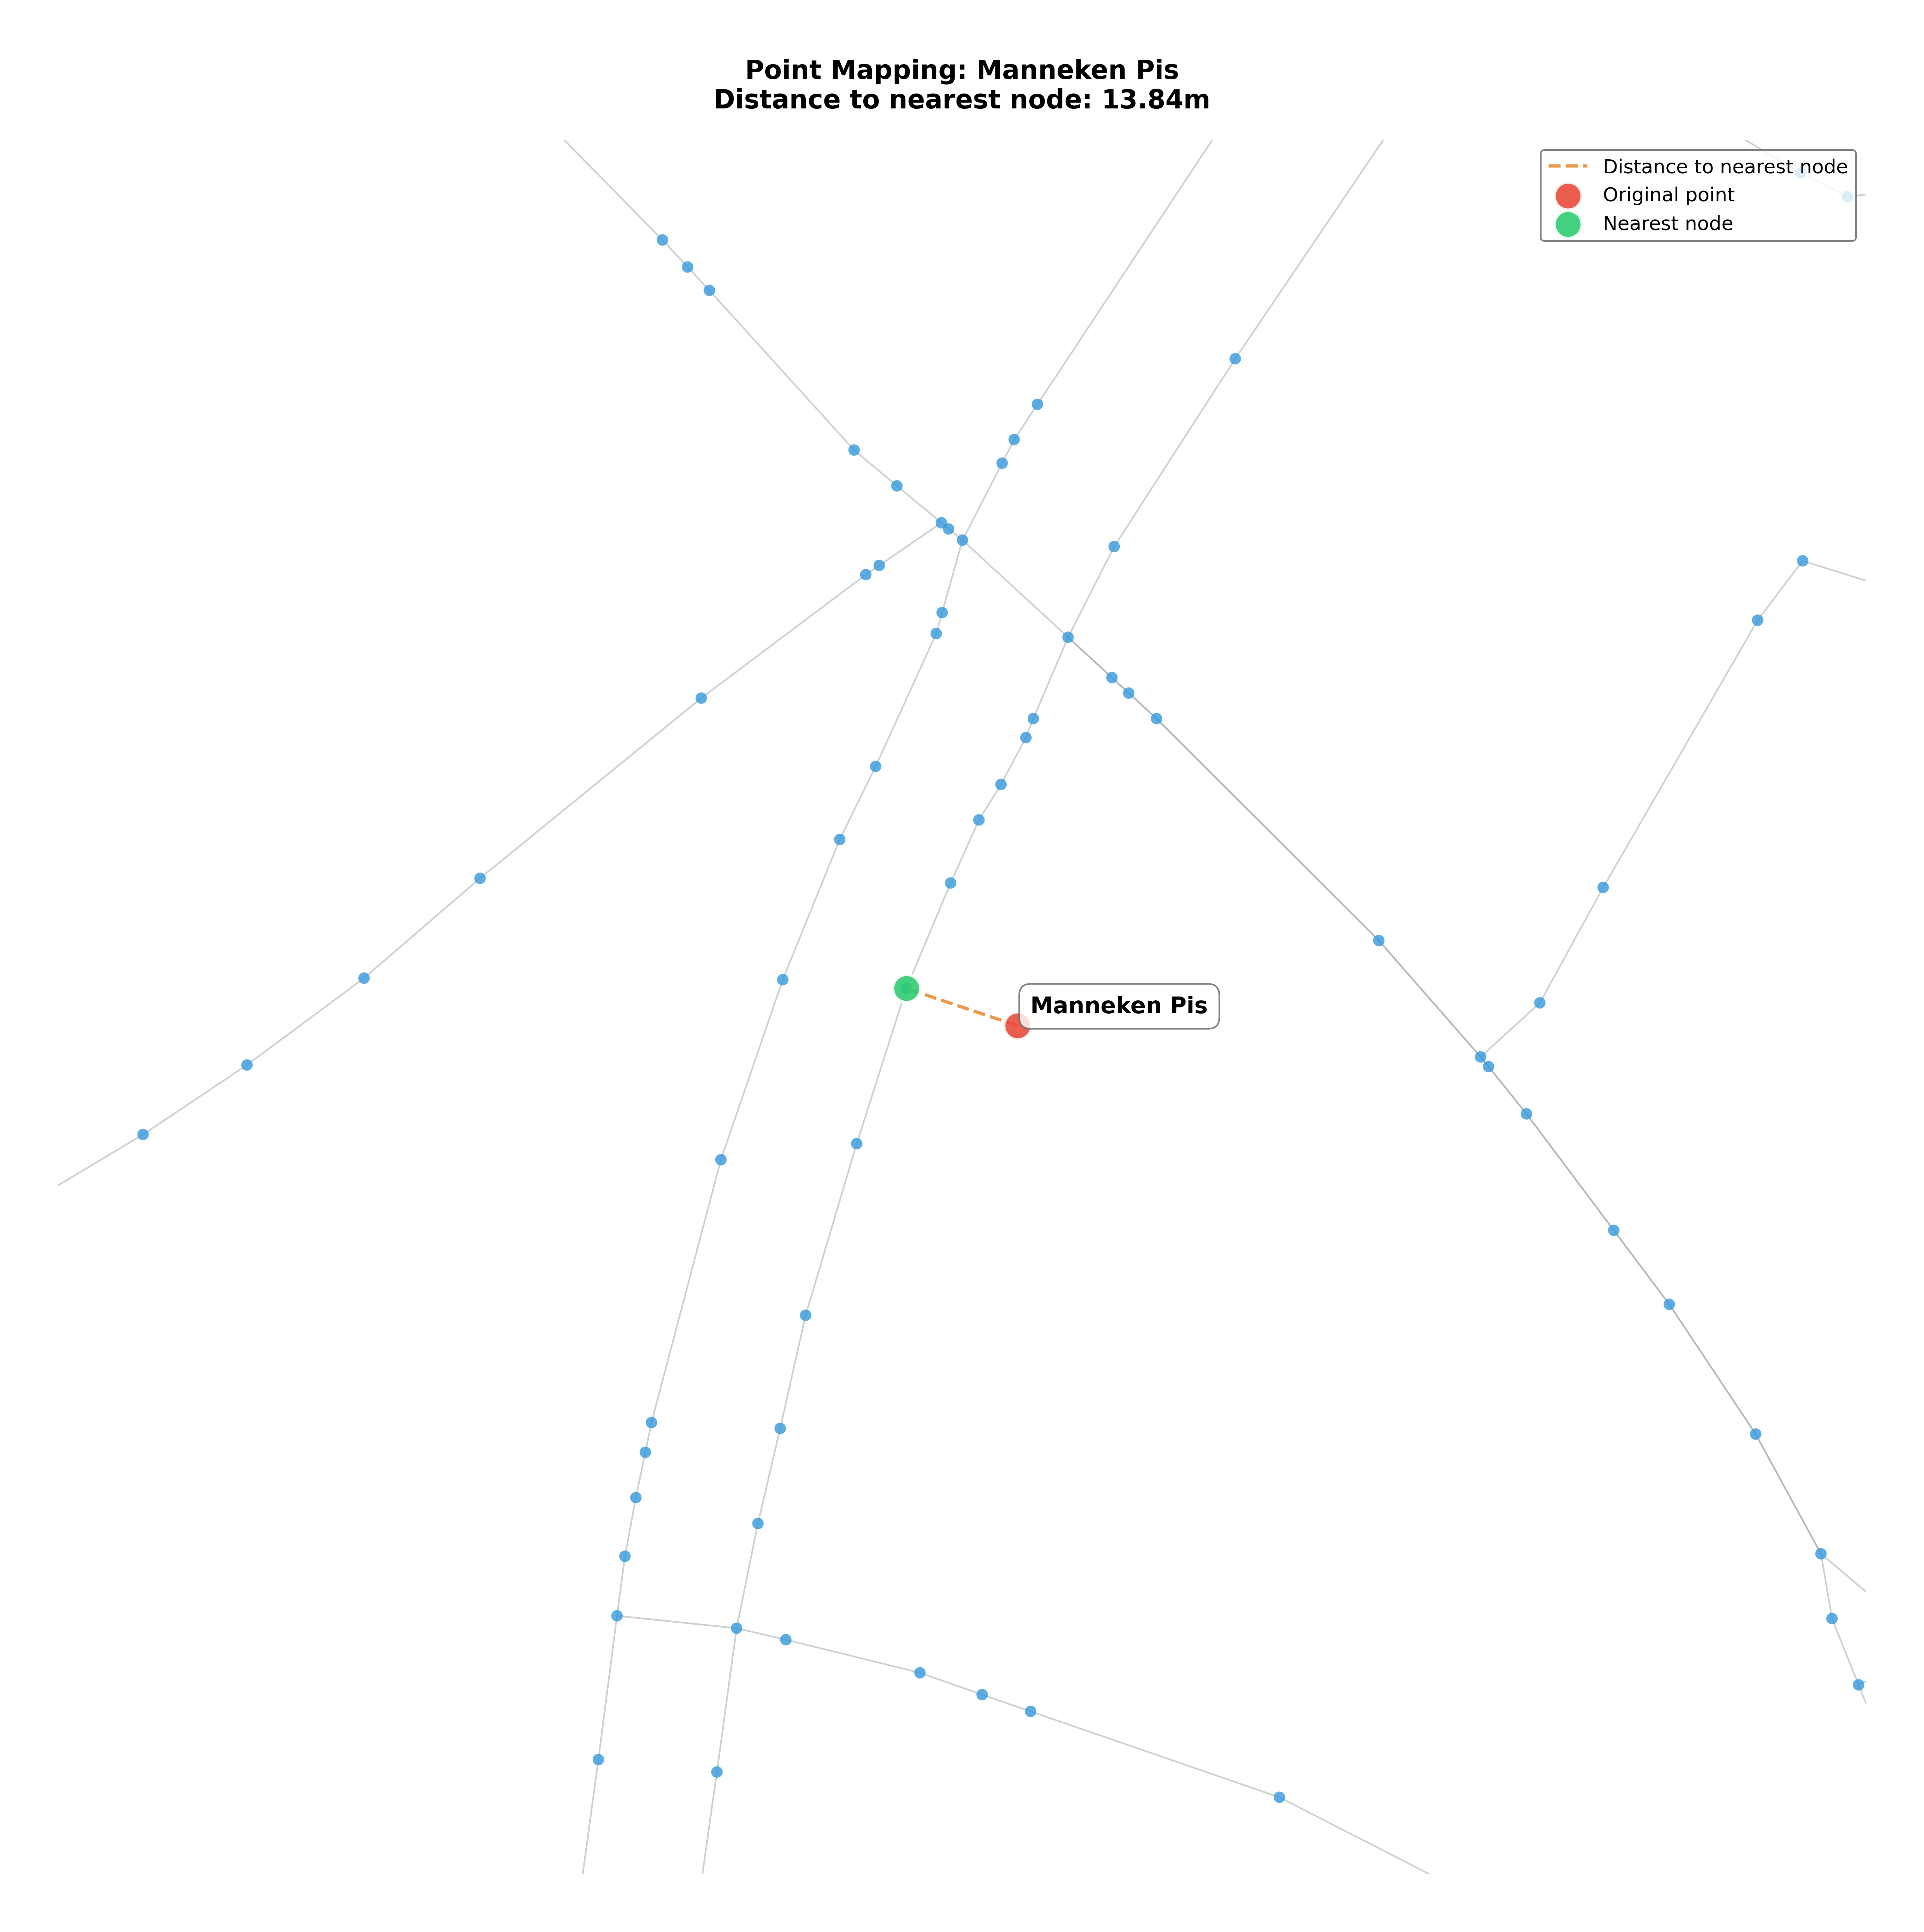 Point Mapping: Manneken Pis
Distance to nearest node: 13.84m
Distance to nearest node
Original point
Nearest node
Manneken Pis